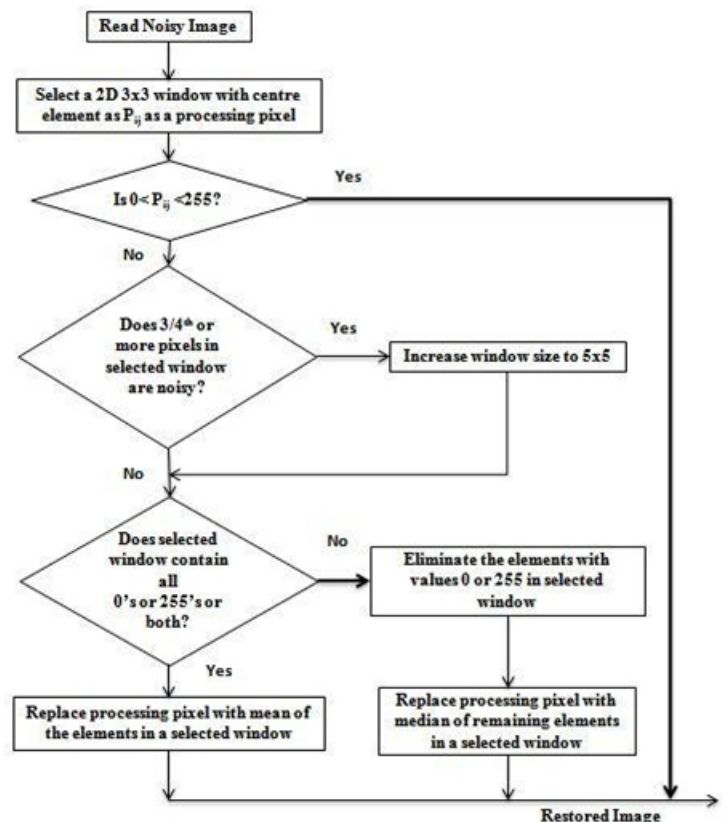 Read Noisy Image
Select a 2D 3x3 window with centre
element as Pij as a processing pixel
Is 0< Pij <255?
Yes
No
Does 3/4th or
more pixels in
selected window
are noisy?
Yes
Increase window size to 5x5
No
Does selected
window contain
all
0's or 255's or
both?
No
Eliminate the elements with
values 0 or 255 in selected
window
Yes
Replace processing pixel with mean of
the elements in a selected window
Replace processing pixel with
median of remaining elements
in a selected window
Restored Image